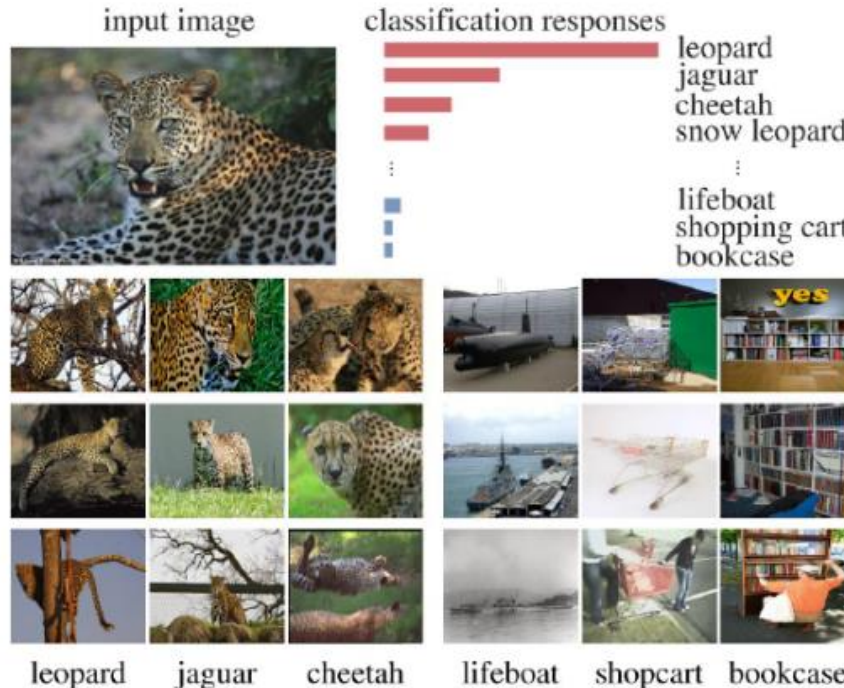 input image
classification responses
leopard
jaguar
cheetah
snow leopard
lifeboat
shopping cart
bookcase
yes
leopard
jaguar
cheetah
lifeboat
shopcart
bookcase